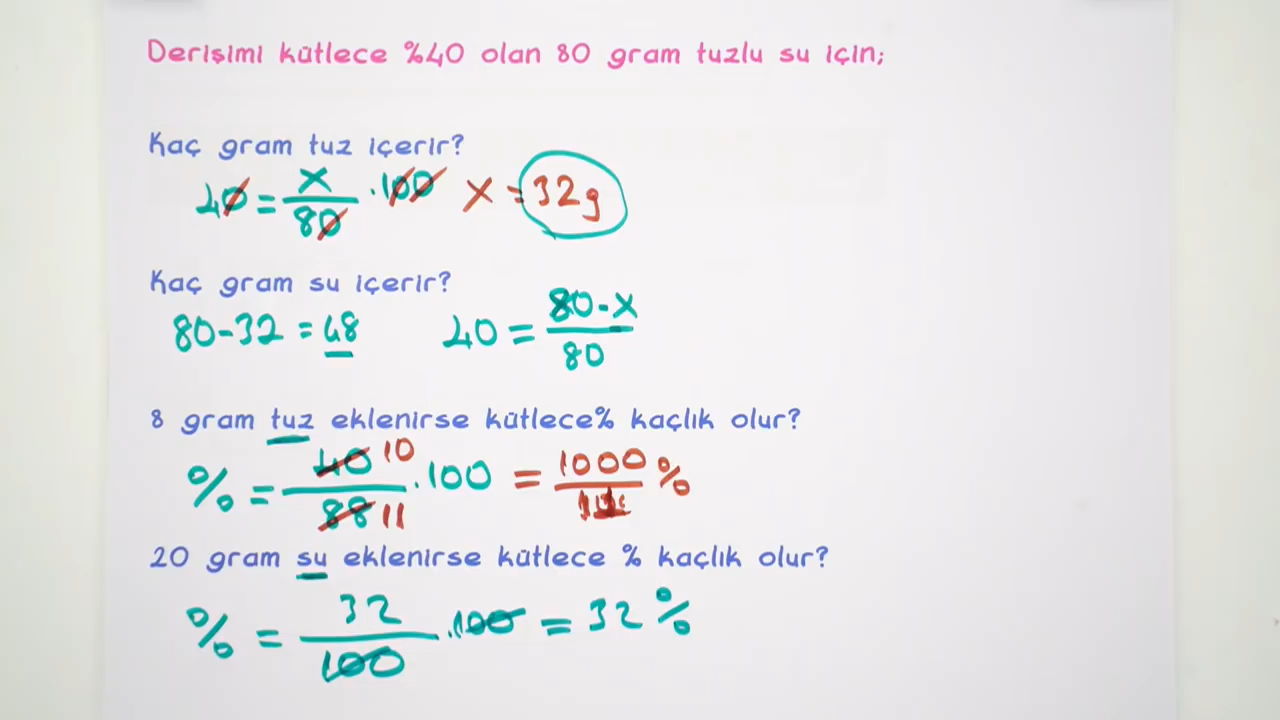 Derişimi kütlece %40 olan 80 gram tuzlu su için;
Kaç gram tuz içerir?
40 = x/80 .100 x = 32g
Kaç gram su içerir?
80-32 = 48 40 = 80-x/80
8 gram tuz eklenirse kütlece% kaçlık olur?
% = 40/88 10/11 .100 = 1000/ %
20 gram su eklenirse kütlece % kaçlık olur?
% = 32/100 .100 = 32 %